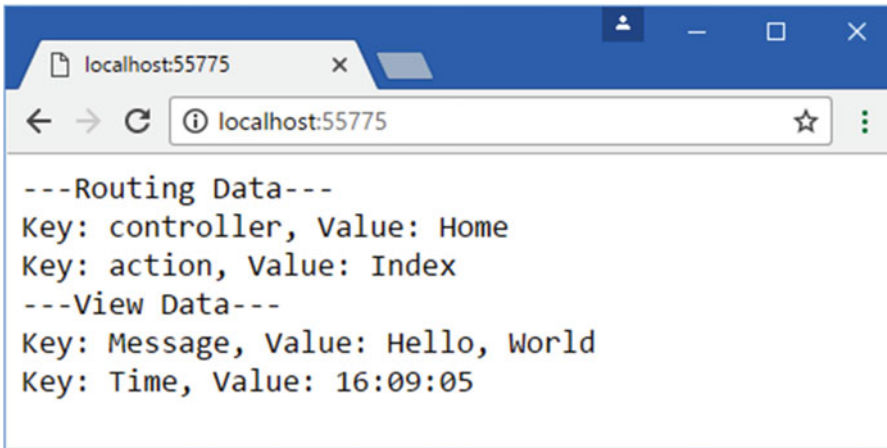 localhost:55775
localhost:55775
---Routing Data---
Key: controller, Value: Home
Key: action, Value: Index
---View Data---
Key: Message, Value: Hello, World
Key: Time, Value: 16:09:05